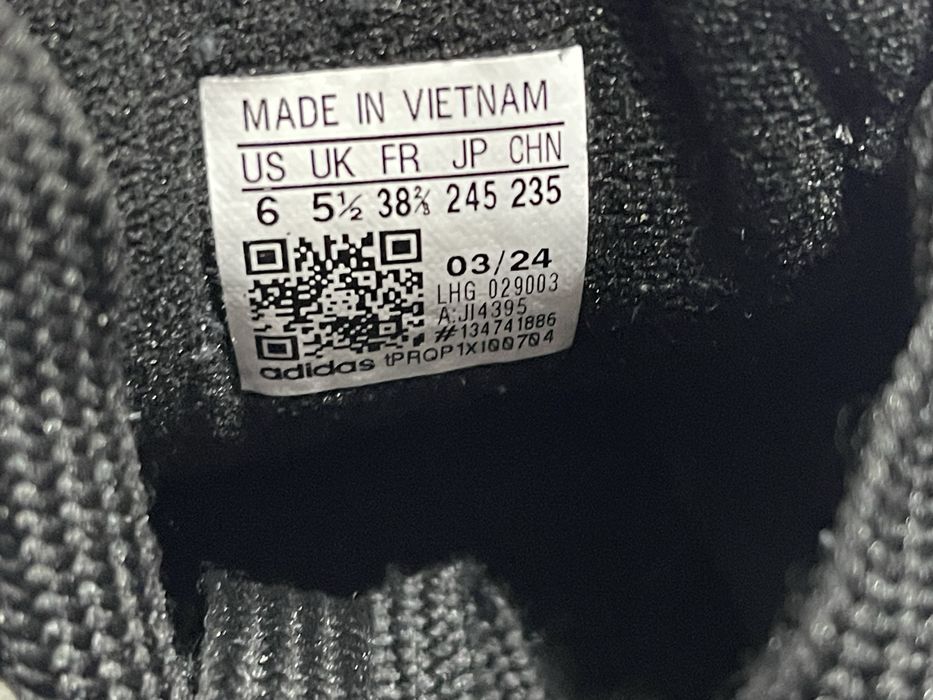 MADE IN VIETNAM
US UK FR JP CHN
6 5½ 38⅔ 245 235
03/24
LHG 029003
A:JI4395
#134741886
adidas tPRQP1XI00704